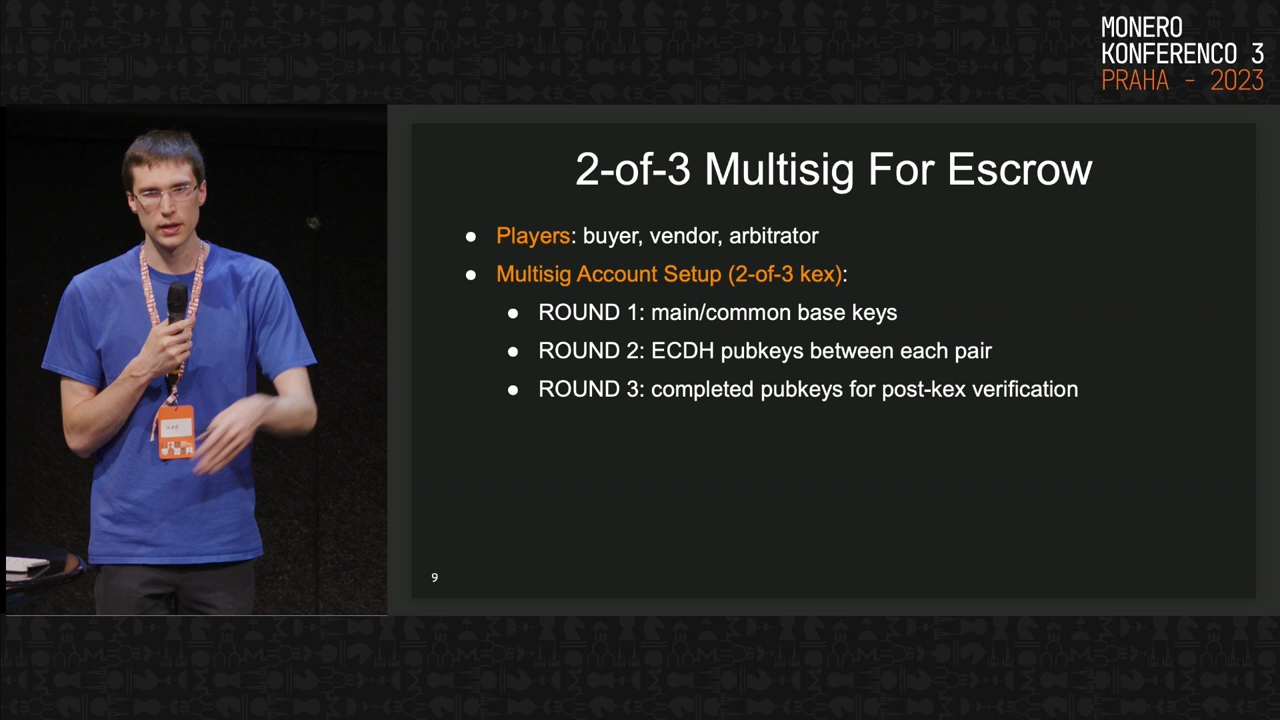 MONERO
KONFERENCO 3
PRAHA - 2023
2-of-3 Multisig For Escrow
● Players: buyer, vendor, arbitrator
● Multisig Account Setup (2-of-3 kex):
● ROUND 1: main/common base keys
● ROUND 2: ECDH pubkeys between each pair
● ROUND 3: completed pubkeys for post-kex verification
9